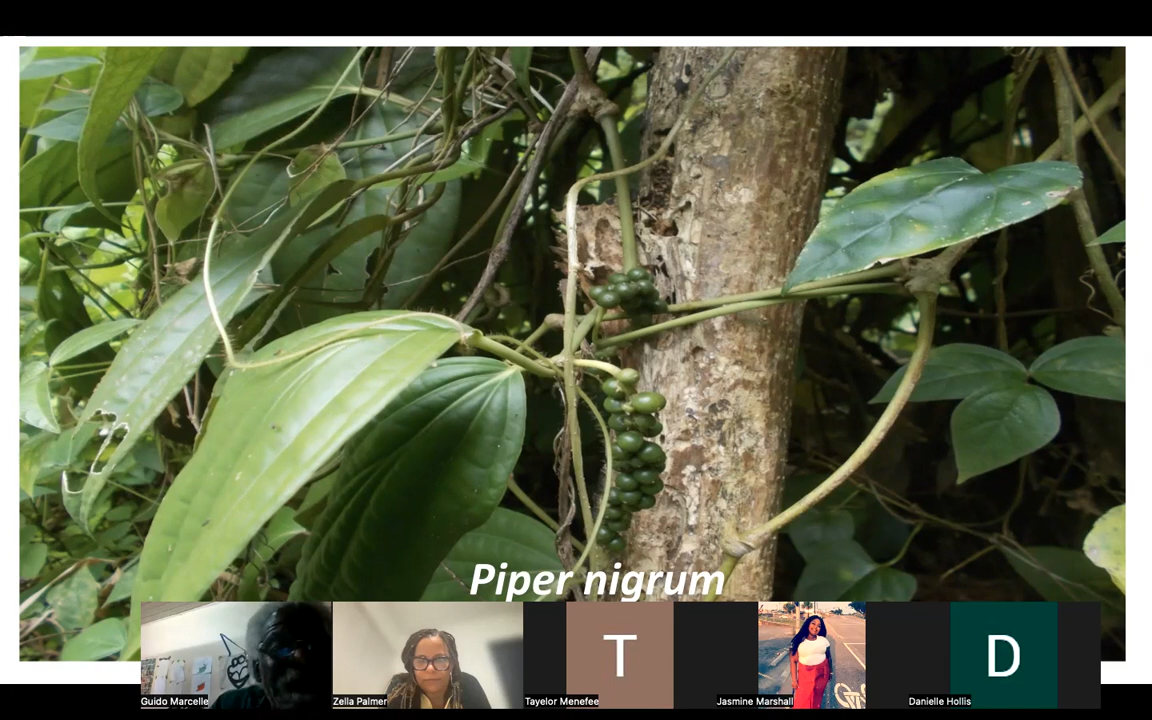 Piper nigrum
T
D
Guido Marcelle
Zella Palmer
Tayelor Menefee
Jasmine Marshall
Danielle Hollis